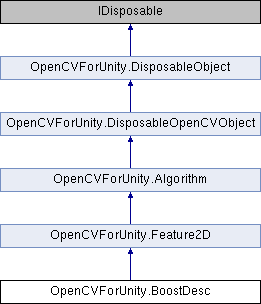 IDisposable
OpenCVForUnity.DisposableObject
OpenCVForUnity.DisposableOpenCVObject
OpenCVForUnity.Algorithm
OpenCVForUnity.Feature2D
OpenCVForUnity.BoostDesc